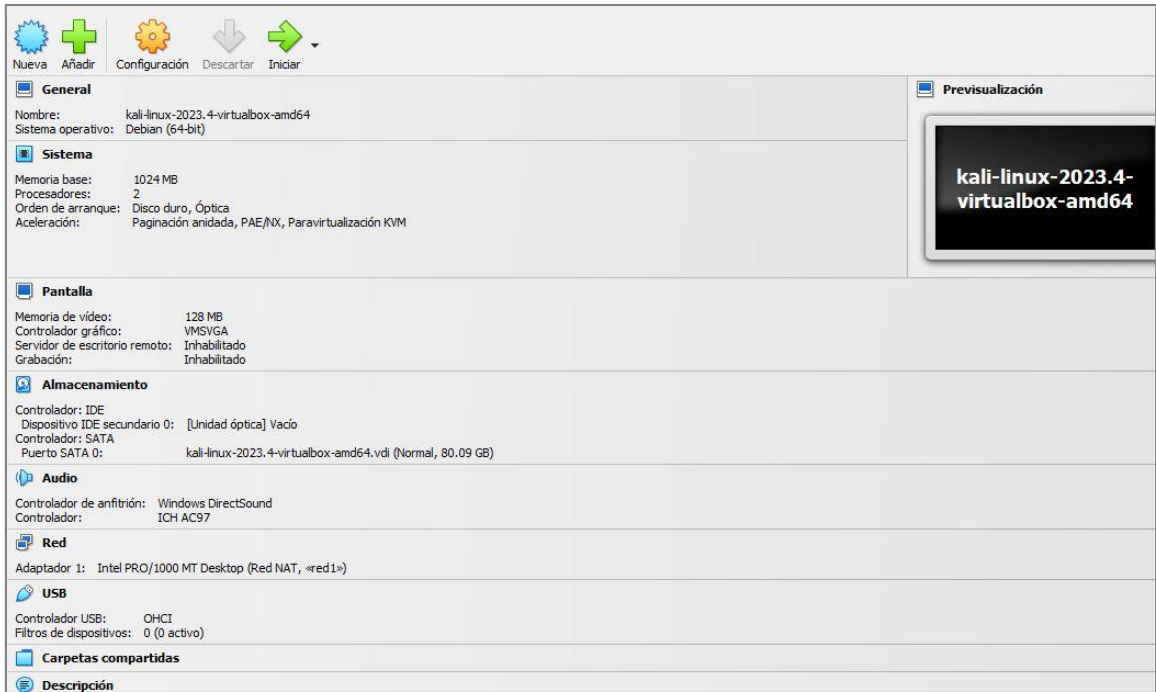 Nueva Añadir Configuración Descartar Iniciar
General
Nombre: kali-linux-2023.4-virtualbox-amd64
Sistema operativo: Debian (64-bit)
Sistema
Memoria base: 1024 MB
Procesadores: 2
Orden de arranque: Disco duro, Óptica
Aceleración: Paginación anidada, PAE/NX, Paravirtualización KVM
Previsualización
kali-linux-2023.4-
virtualbox-amd64
Pantalla
Memoria de vídeo: 128 MB
Controlador gráfico: VMSVGA
Servidor de escritorio remoto: Inhabilitado
Grabación: Inhabilitado
Almacenamiento
Controlador: IDE
Dispositivo IDE secundario 0: [Unidad óptica] Vacío
Controlador: SATA
Puerto SATA 0: kali-linux-2023.4-virtualbox-amd64.vdi (Normal, 80.09 GB)
Audio
Controlador de anfitrión: Windows DirectSound
Controlador: ICH AC97
Red
Adaptador 1: Intel PRO/1000 MT Desktop (Red NAT, «red1»)
USB
Controlador USB: OHCI
Filtros de dispositivos: 0 (0 activo)
Carpetas compartidas
Descripción